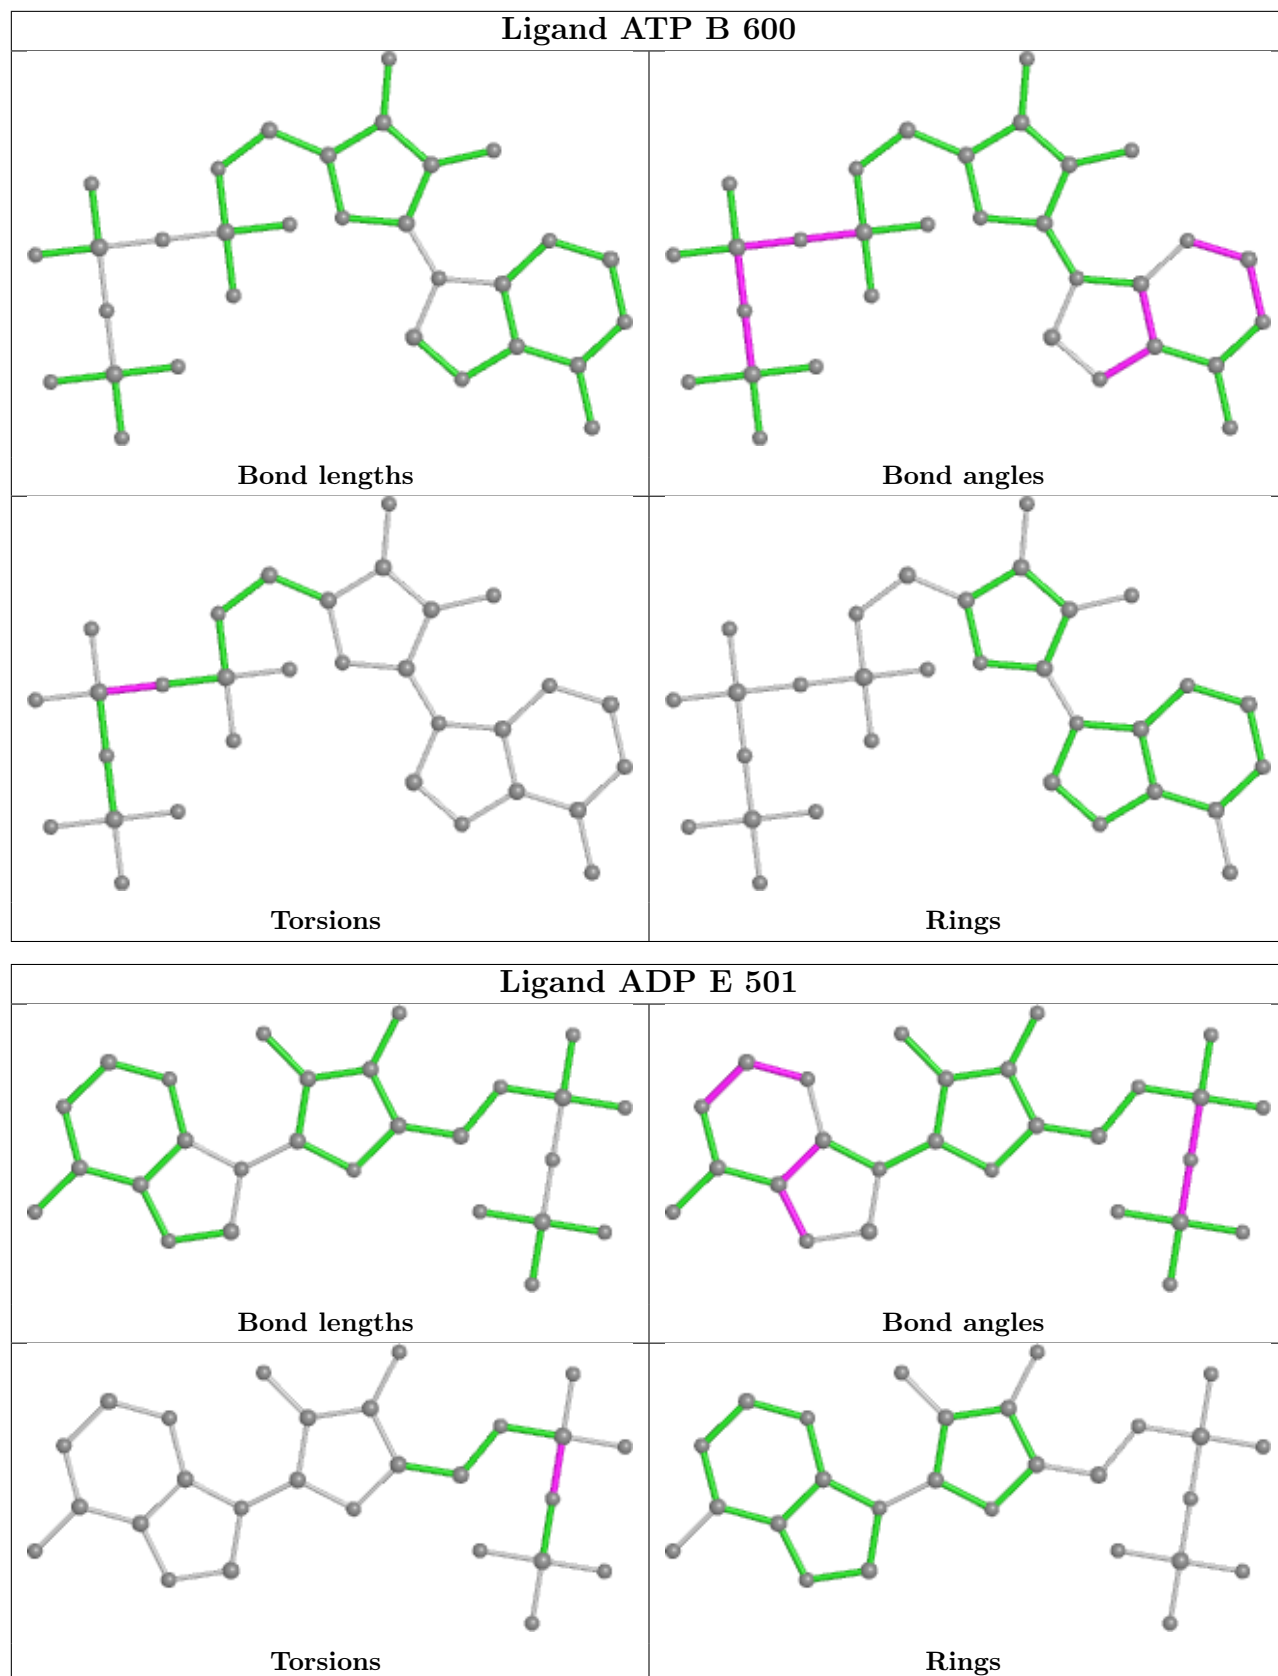 Ligand ATP B 600
Bond lengths
Bond angles
Torsions
Rings
Ligand ADP E 501
Bond lengths
Bond angles
Torsions
Rings